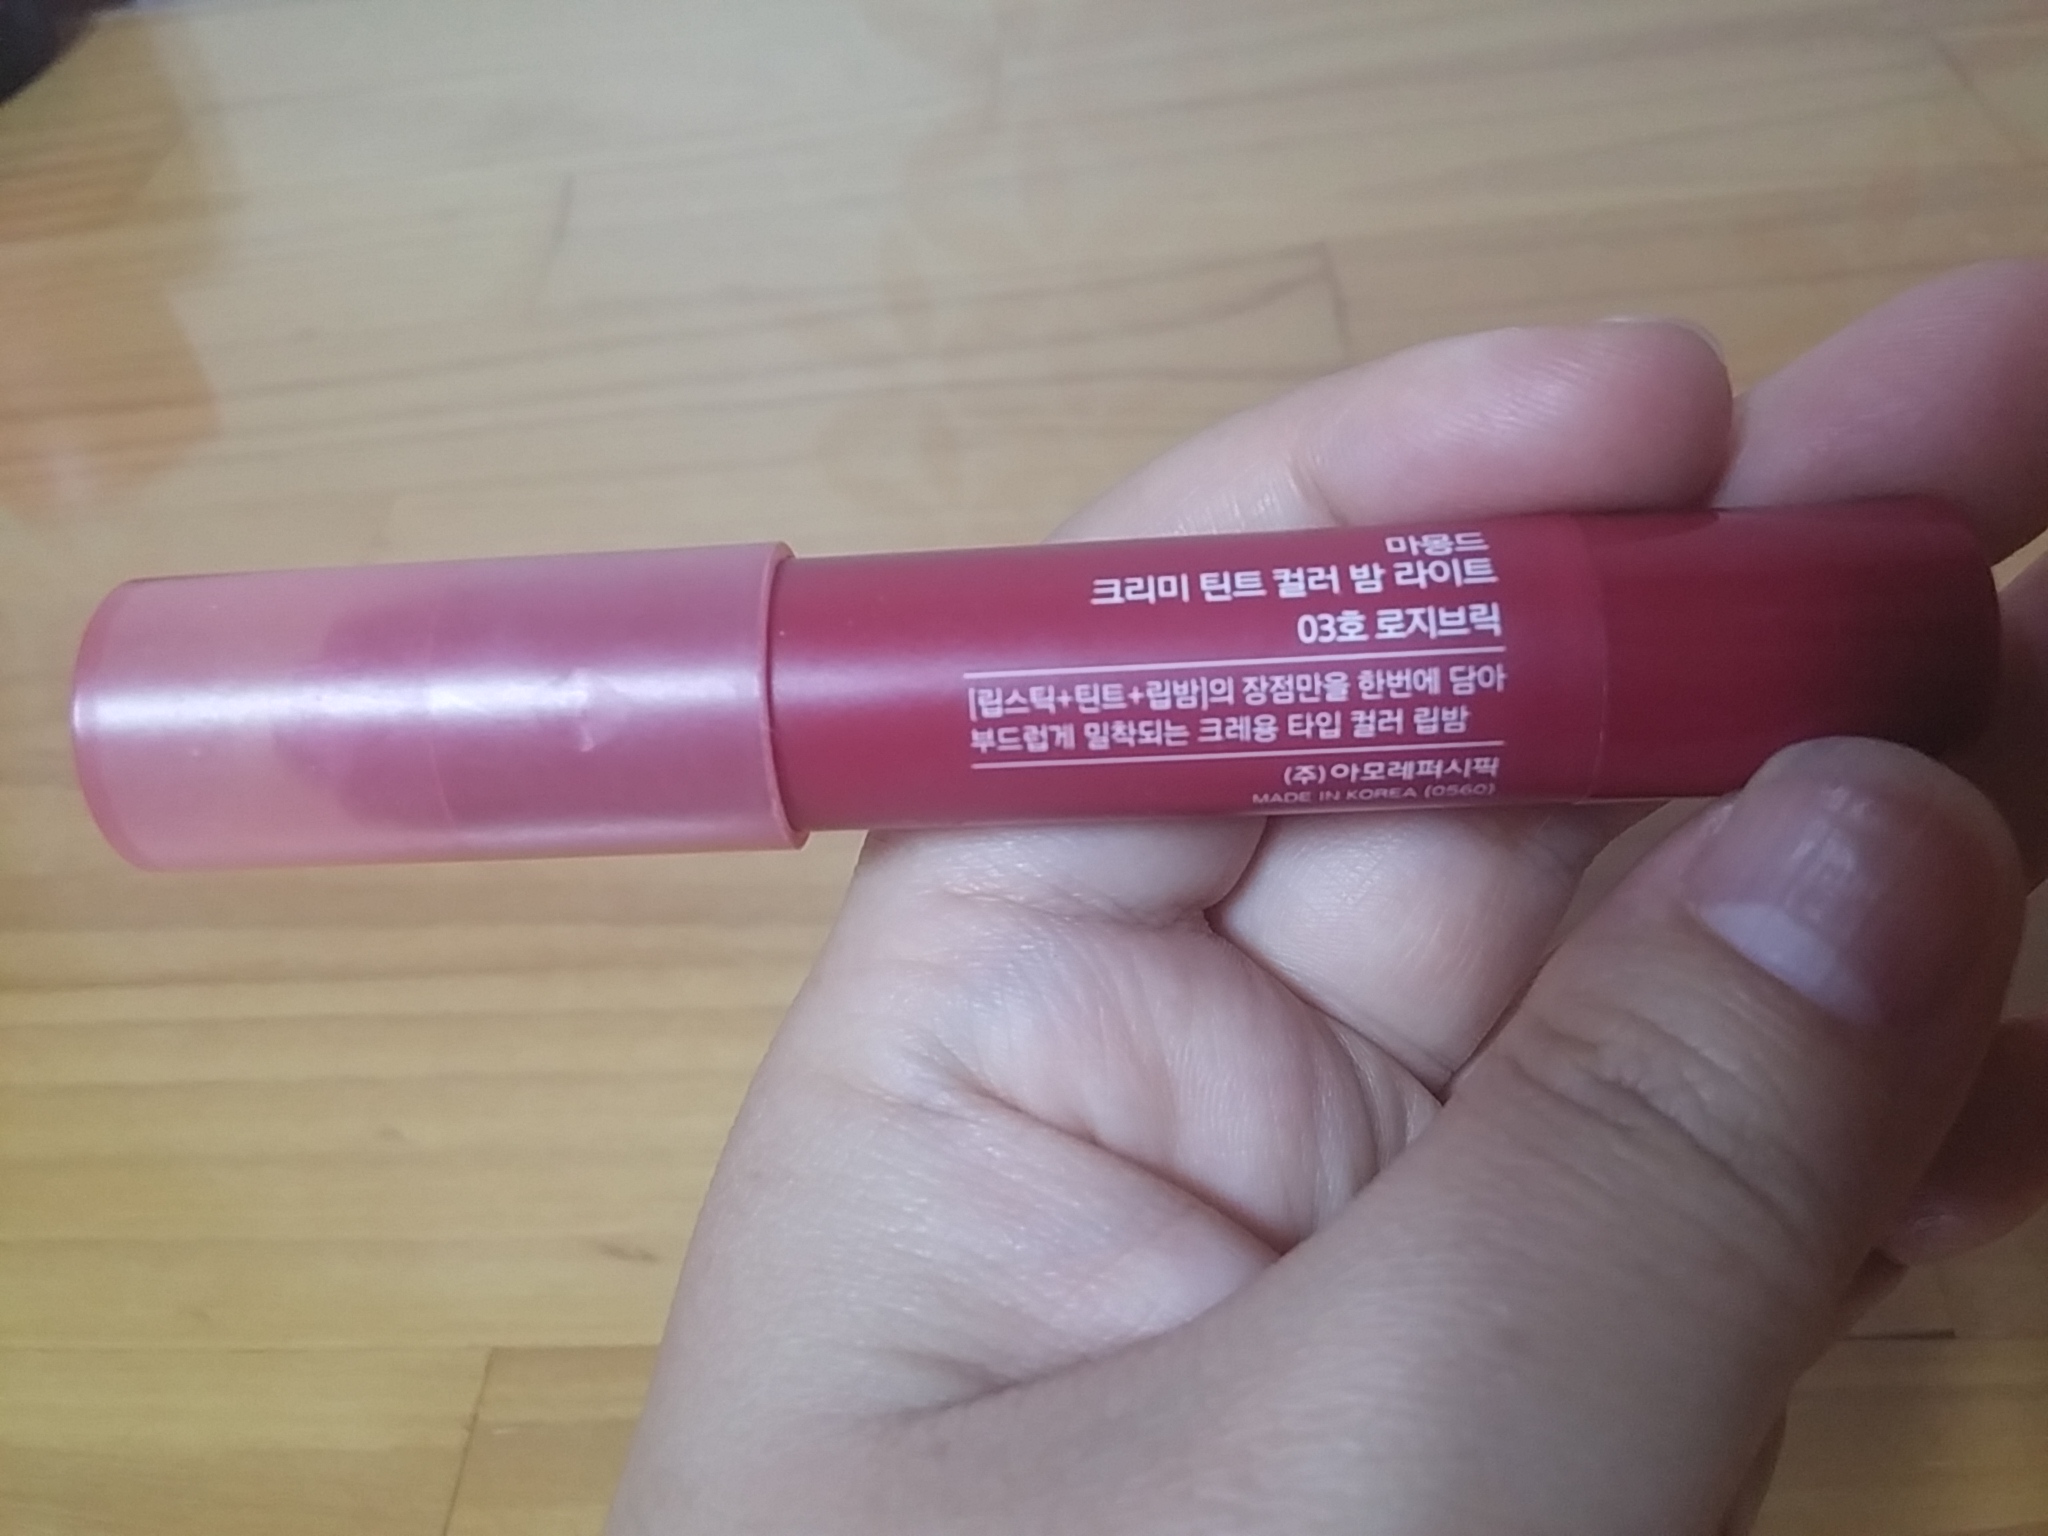 마몽드
크리미 틴트 컬러 밤 라이트
03호 로지브릭
[립스틱+틴트+립밤]의 장점만을 한번에 담아
부드럽게 밀착되는 크레용 타입 컬러 립밤
(주)아모레퍼시픽
MADE IN KOREA (0560)